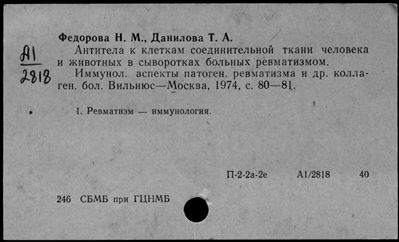 Федорова Н. М., Данилова Т. А.
А1
2818
Антитела к клеткам соединительной ткани человека
и животных в сыворотках больных ревматизмом.
Иммунол. аспекты патоген. ревматизма и др. колла-
ген. бол. Вильнюс—Москва, 1974, с. 80—81.
1. Ревматизм — иммунология.
П-2-2а-2е А1/2818 40
246 СБМБ при ГЦНМБ